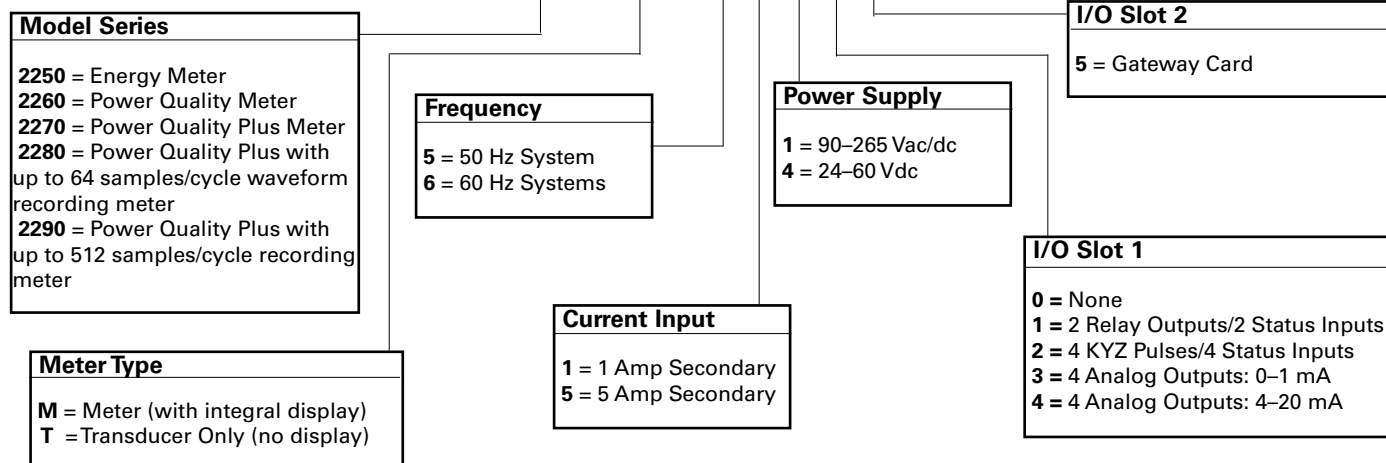 Model Series
2250 = Energy Meter
2260 = Power Quality Meter
2270 = Power Quality Plus Meter
2280 = Power Quality Plus with
up to 64 samples/cycle waveform
recording meter
2290 = Power Quality Plus with
up to 512 samples/cycle recording
meter
Meter Type
M = Meter (with integral display)
T = Transducer Only (no display)
Frequency
5 = 50 Hz System
6 = 60 Hz Systems
Current Input
1 = 1 Amp Secondary
5 = 5 Amp Secondary
Power Supply
1 = 90–265 Vac/dc
4 = 24–60 Vdc
I/O Slot 1
0 = None
1 = 2 Relay Outputs/2 Status Inputs
2 = 4 KYZ Pulses/4 Status Inputs
3 = 4 Analog Outputs: 0–1 mA
4 = 4 Analog Outputs: 4–20 mA
I/O Slot 2
5 = Gateway Card